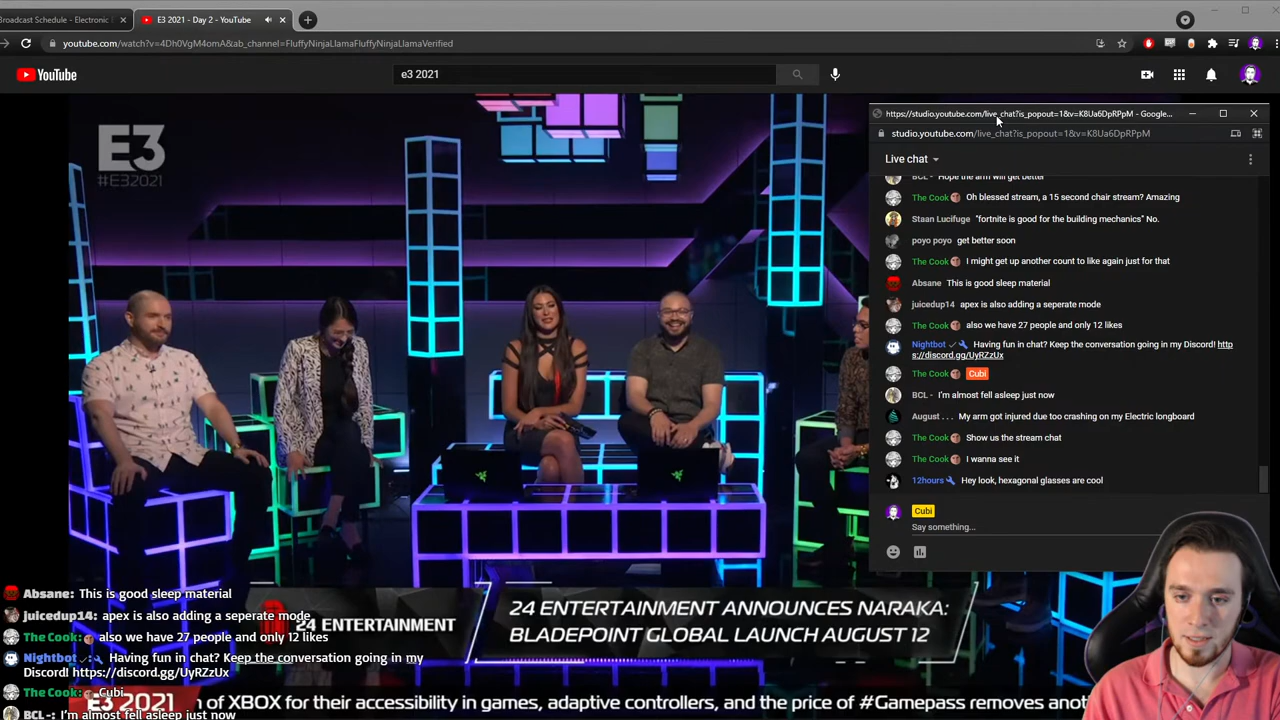 Broadcast Schedule - Electronic
E3 2021 - Day 2 - YouTube
youtube.com/watch?v=4Dh0VgM4omA&ab_channel=FluffyNinjaLlamaFluffyNinjaLlamaVerified
YouTube
e3 2021
E3
#E32021
https://studio.youtube.com/live_chat?is_popout=1&v=K8Ua6DpRPpM - Google...
studio.youtube.com/live_chat?is_popout=1&v=K8Ua6DpRPpM
Live chat
BCL - Hope the arm will get better
The Cook Oh blessed stream, a 15 second chair stream? Amazing
Staan Lucifuge "fortnite is good for the building mechanics" No.
poyo poyo get better soon
The Cook I might get up another count to like again just for that
Absane This is good sleep material
juicedup14 apex is also adding a seperate mode
The Cook also we have 27 people and only 12 likes
Nightbot Having fun in chat? Keep the conversation going in my Discord! http
s://discord.gg/UyRZzUx
The Cook Cubi
BCL - I'm almost fell asleep just now
August . . . My arm got injured due too crashing on my Electric longboard
The Cook Show us the stream chat
The Cook I wanna see it
12hours Hey look, hexagonal glasses are cool
Cubi
Say something...
Absane: This is good sleep material
juicedup14: apex is also adding a seperate mode
The Cook: also we have 27 people and only 12 likes
Nightbot : Having fun in chat? Keep the conversation going in my
Discord! https://discord.gg/UyRZzUx
The Cook: Cubi
BCL -: I'm almost fell asleep just now
24 ENTERTAINMENT
24 ENTERTAINMENT ANNOUNCES NARAKA:
BLADEPOINT GLOBAL LAUNCH AUGUST 12
E3 2021
of XBOX for their accessibility in games, adaptive controllers, and the price of #Gamepass removes anot